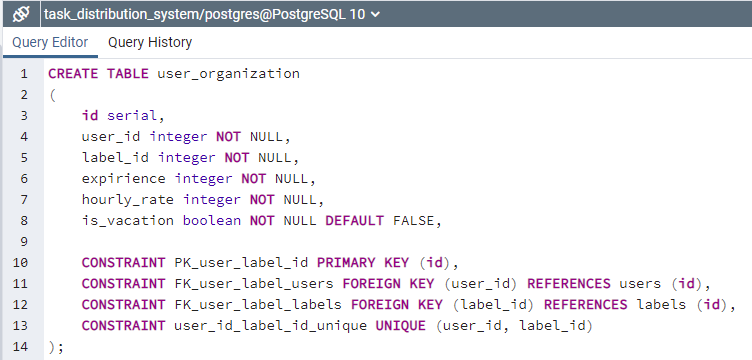 task_distribution_system/postgres@PostgreSQL 10
Query Editor Query History
1 CREATE TABLE user_organization
2 (
3     id serial,
4     user_id integer NOT NULL,
5     label_id integer NOT NULL,
6     expirience integer NOT NULL,
7     hourly_rate integer NOT NULL,
8     is_vacation boolean NOT NULL DEFAULT FALSE,
9
10     CONSTRAINT PK_user_label_id PRIMARY KEY (id),
11     CONSTRAINT FK_user_label_users FOREIGN KEY (user_id) REFERENCES users (id),
12     CONSTRAINT FK_user_label_labels FOREIGN KEY (label_id) REFERENCES labels (id),
13     CONSTRAINT user_id_label_id_unique UNIQUE (user_id, label_id)
14 );